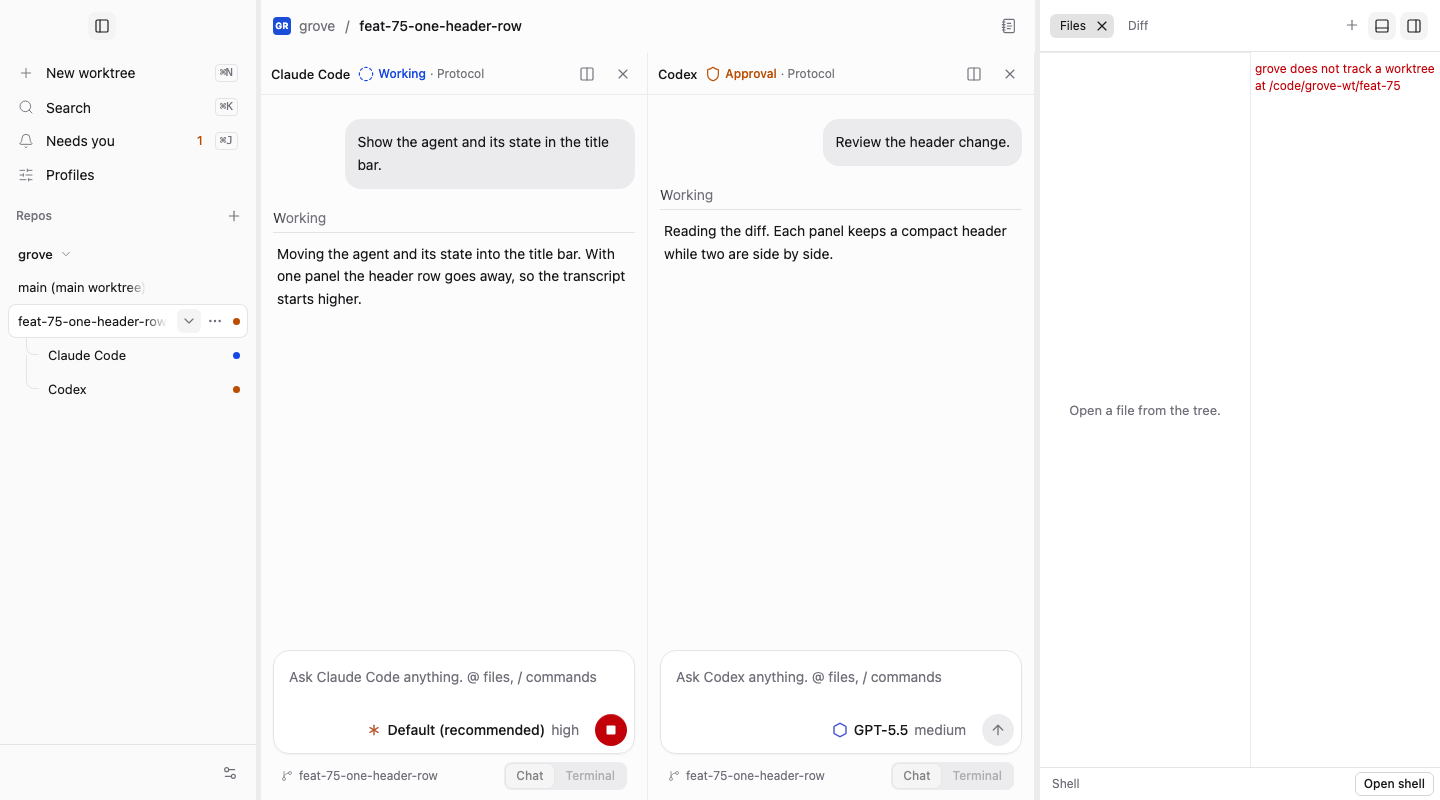 New worktree ⌘N
Search ⌘K
Needs you 1 ⌘J
Profiles
Repos
grove
main (main worktree)
feat-75-one-header-row
Claude Code
Codex
GR grove / feat-75-one-header-row
Claude Code Working · Protocol
Show the agent and its state in the title
bar.
Working
Moving the agent and its state into the title bar. With
one panel the header row goes away, so the transcript
starts higher.
Ask Claude Code anything. @ files, / commands
Default (recommended) high
feat-75-one-header-row Chat Terminal
Codex Approval · Protocol
Review the header change.
Working
Reading the diff. Each panel keeps a compact header
while two are side by side.
Ask Codex anything. @ files, / commands
GPT-5.5 medium
feat-75-one-header-row Chat Terminal
Files Diff
Open a file from the tree.
grove does not track a worktree
at /code/grove-wt/feat-75
Shell Open shell